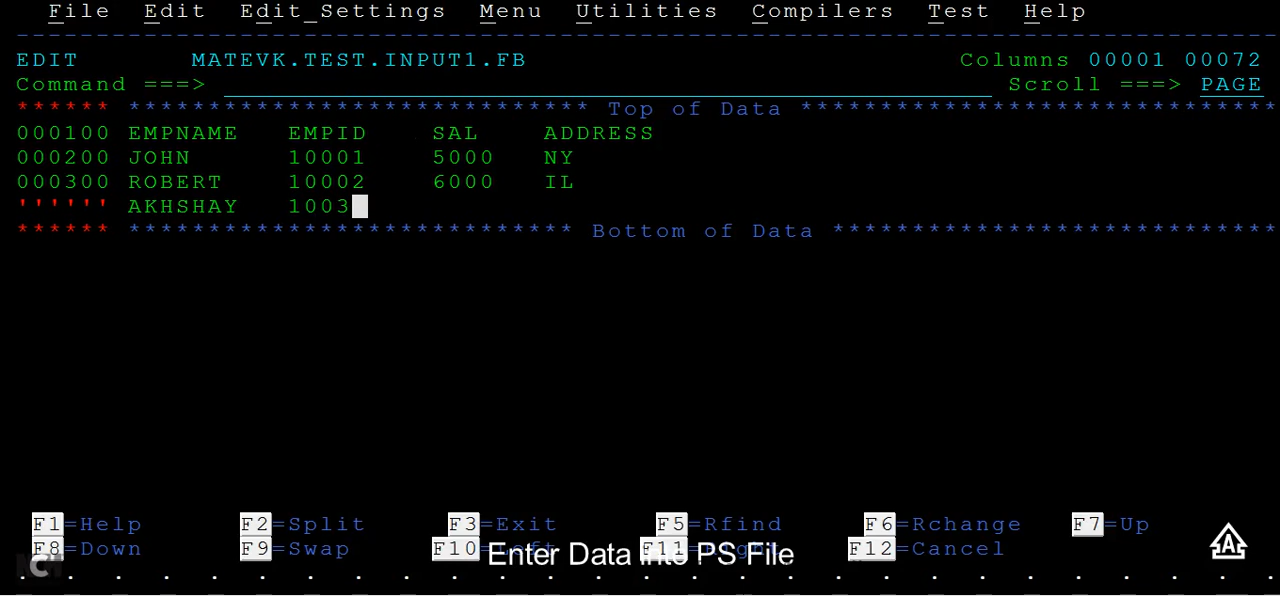 File Edit Edit_Settings Menu Utilities Compilers Test Help
EDIT MATEVK.TEST.INPUT1.FB Columns 00001 00072
Command ===> Scroll ===> PAGE
****** ***************************** Top of Data ******************************
000100 EMPNAME EMPID SAL ADDRESS
000200 JOHN 10001 5000 NY
000300 ROBERT 10002 6000 IL
'''''' AKHSHAY 1003
****** **************************** Bottom of Data ****************************
F1=Help F2=Split F3=Exit F5=Rfind F6=Rchange F7=Up
F8=Down F9=Swap F10=Left F11=Right F12=Cancel
Enter Data into PS File
A